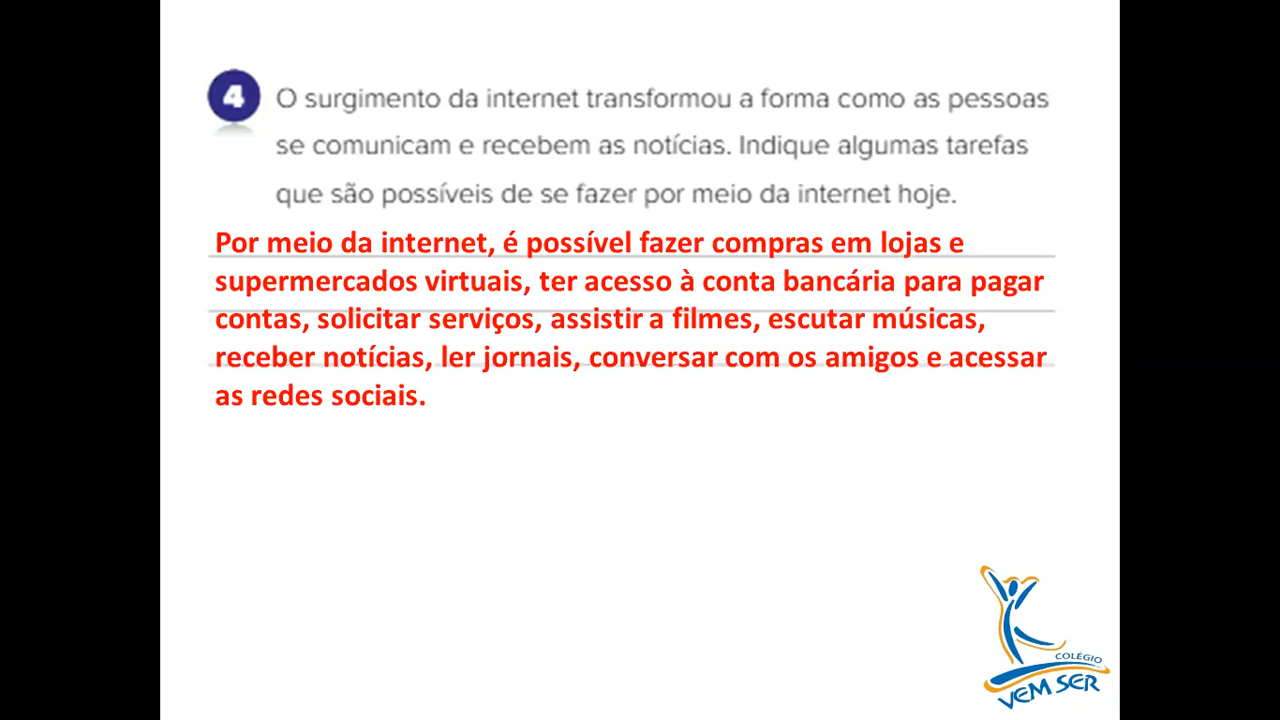 4
O surgimento da internet transformou a forma como as pessoas
se comunicam e recebem as notícias. Indique algumas tarefas
que são possíveis de se fazer por meio da internet hoje.
Por meio da internet, é possível fazer compras em lojas e
supermercados virtuais, ter acesso à conta bancária para pagar
contas, solicitar serviços, assistir a filmes, escutar músicas,
receber notícias, ler jornais, conversar com os amigos e acessar
as redes sociais.
COLÉGIO
VEM SER